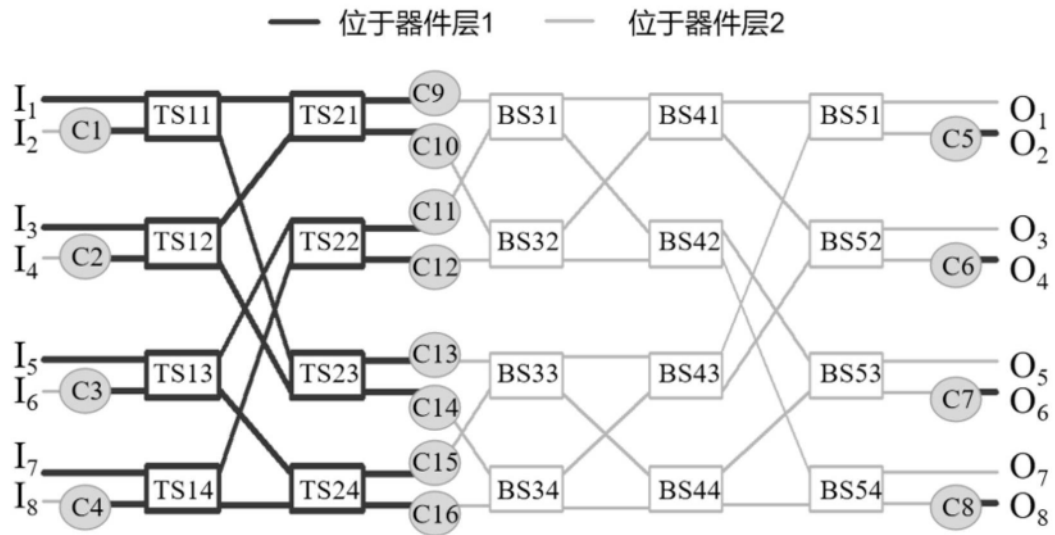 位于器件层1 位于器件层2
I1 TS11 TS21 C9 BS31 BS41 BS51 O1
I2 C1 C10 C5 O2
I3 TS12 TS22 C11 BS32 BS42 BS52 O3
I4 C2 C12 C6 O4
I5 TS13 TS23 C13 BS33 BS43 BS53 O5
I6 C3 C14 C7 O6
I7 TS14 TS24 C15 BS34 BS44 BS54 O7
I8 C4 C16 C8 O8